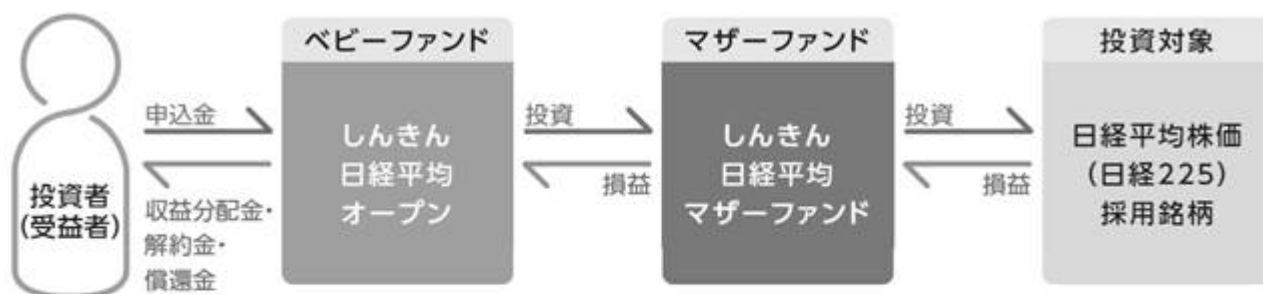 投資者
(受益者)
申込金
収益分配金・
解約金・
償還金
ベビーファンド
しんきん
日経平均
オープン
投資
損益
マザーファンド
しんきん
日経平均
マザーファンド
投資
損益
投資対象
日経平均株価
(日経225)
採用銘柄